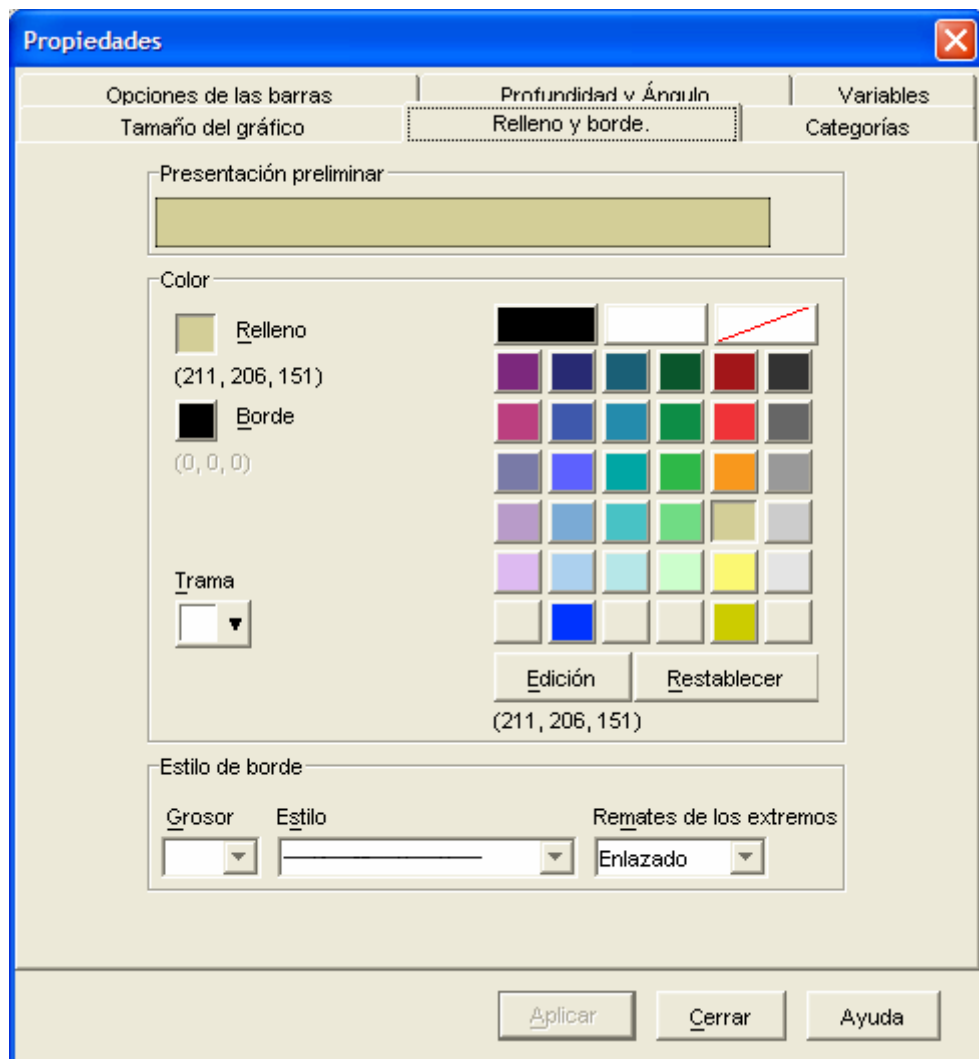 Propiedades
Opciones de las barras Profundidad y Ángulo Variables
Tamaño del gráfico Relleno y borde. Categorías
Presentación preliminar
Color
Relleno
(211, 206, 151)
Borde
(0, 0, 0)
Trama
Edición Restablecer
(211, 206, 151)
Estilo de borde
Grosor Estilo Remates de los extremos
Enlazado
Aplicar Cerrar Ayuda